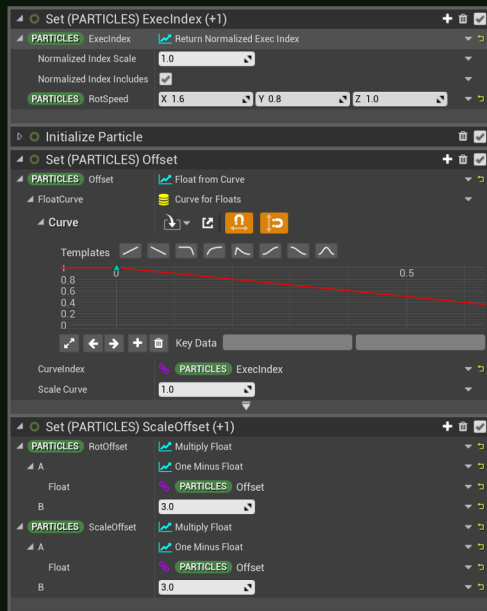 Set (PARTICLES) ExecIndex (+1)
PARTICLES ExecIndex Return Normalized Exec Index
Normalized Index Scale 1.0
Normalized Index Includes
PARTICLES RotSpeed X 1.6 Y 0.8 Z 1.0
Initialize Particle
Set (PARTICLES) Offset
PARTICLES Offset Float from Curve
FloatCurve Curve for Floats
Curve
Templates
1 0 0.5
0.8
0.6
0.4
0.2
0
Key Data
CurveIndex PARTICLES ExecIndex
Scale Curve 1.0
Set (PARTICLES) ScaleOffset (+1)
PARTICLES RotOffset Multiply Float
A One Minus Float
Float PARTICLES Offset
B 3.0
PARTICLES ScaleOffset Multiply Float
A One Minus Float
Float PARTICLES Offset
B 3.0